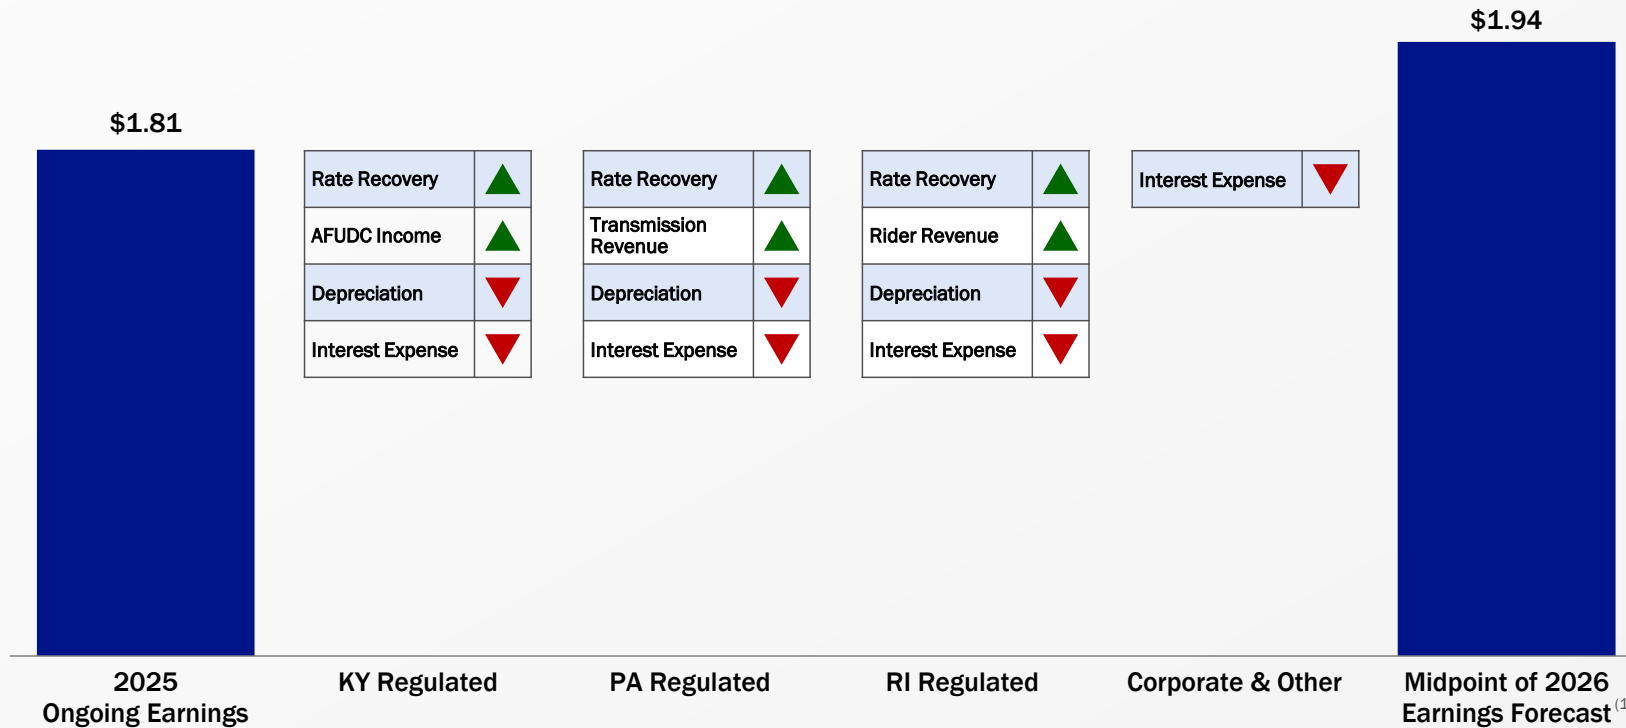 $1.81
$1.94
Rate Recovery
AFUDC Income
Depreciation
Interest Expense
Rate Recovery
Transmission
Revenue
Depreciation
Interest Expense
Rate Recovery
Rider Revenue
Depreciation
Interest Expense
Interest Expense
2025
Ongoing Earnings
KY Regulated
PA Regulated
RI Regulated
Corporate & Other
Midpoint of 2026
Earnings Forecast (1